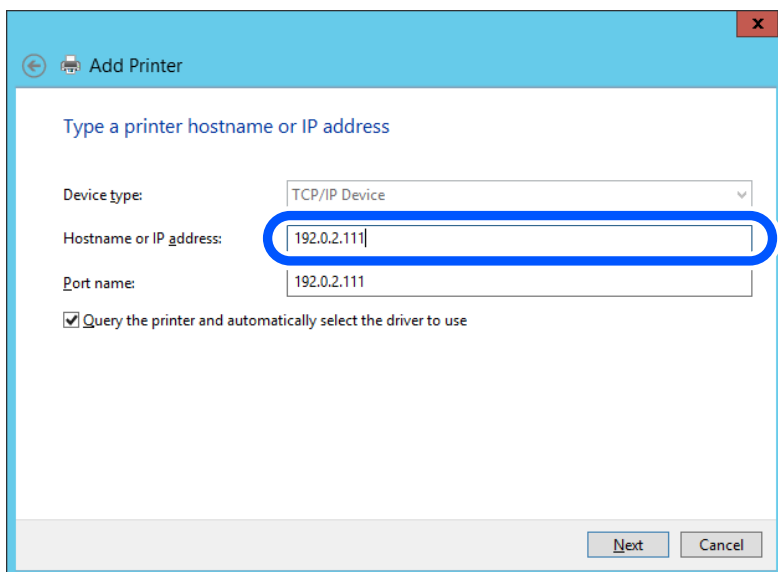 x
Add Printer
Type a printer hostname or IP address
Device type: TCP/IP Device
Hostname or IP address: 192.0.2.111
Port name: 192.0.2.111
Query the printer and automatically select the driver to use
Next Cancel